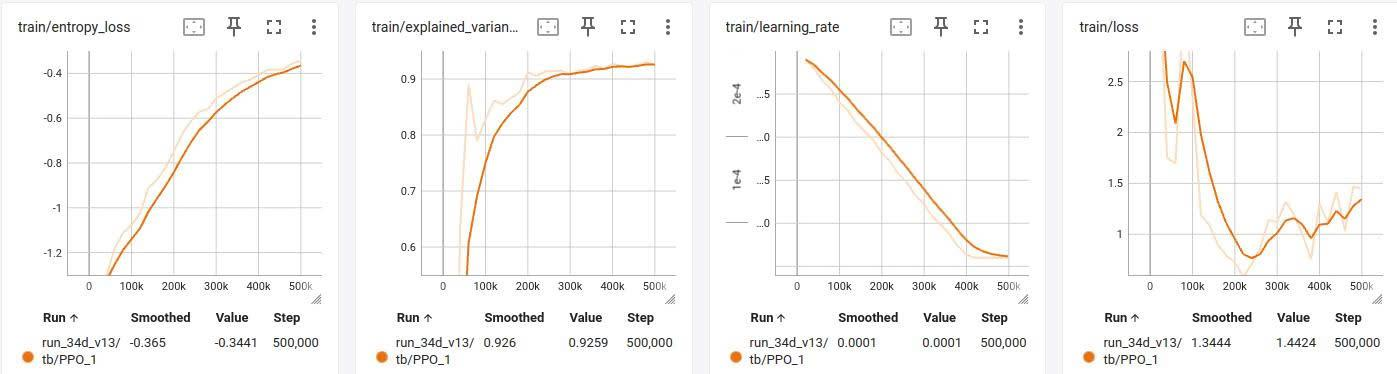 train/entropy_loss
-0.4
-0.6
-0.8
-1
-1.2
0 100k 200k 300k 400k 500k
Run ↑ Smoothed Value Step
run_34d_v13/ -0.365 -0.3441 500,000
tb/PPO_1
train/explained_varian...
0.9
0.8
0.7
0.6
0 100k 200k 300k 400k 500k
Run ↑ Smoothed Value Step
run_34d_v13/ 0.926 0.9259 500,000
tb/PPO_1
train/learning_rate
2e-4
1e-4
...5
...0
...5
...0
0 100k 200k 300k 400k 500k
Run ↑ Smoothed Value Step
run_34d_v13/ 0.0001 0.0001 500,000
tb/PPO_1
train/loss
2.5
2
1.5
1
0 100k 200k 300k 400k 500k
Run ↑ Smoothed Value Step
run_34d_v13/ 1.3444 1.4424 500,000
tb/PPO_1